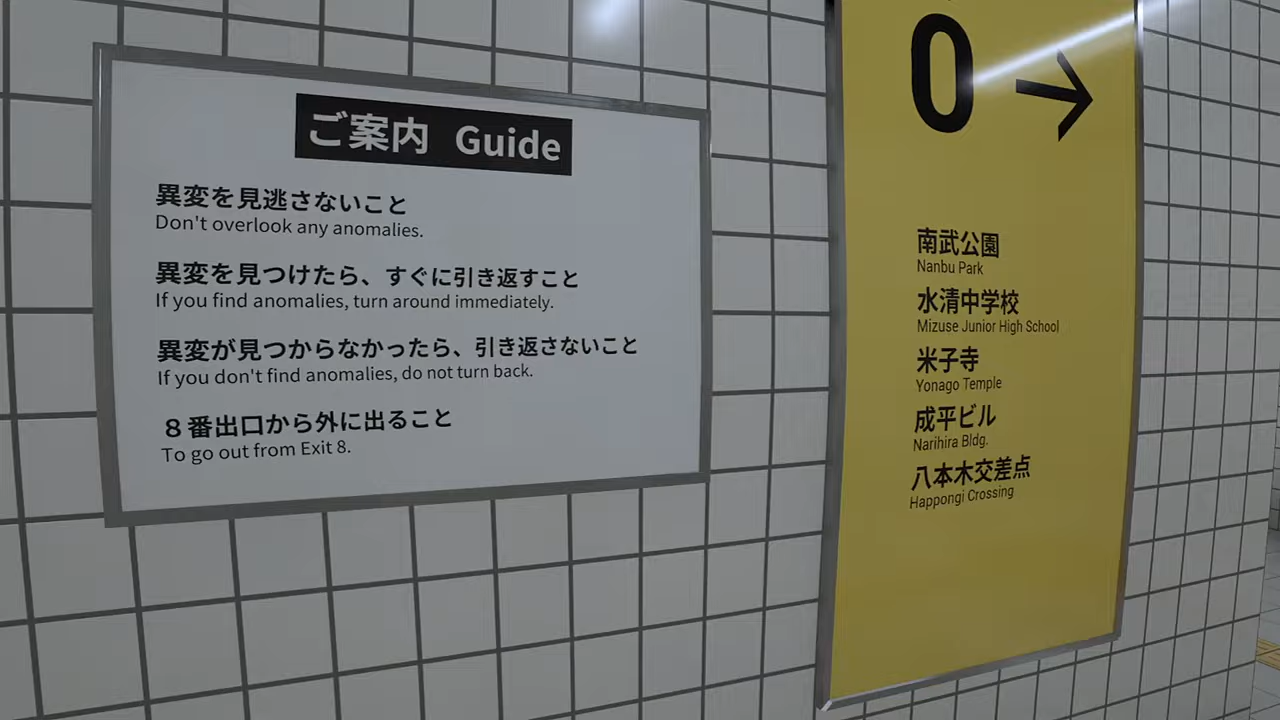 ご案内 Guide
異変を見逃さないこと
Don't overlook any anomalies.
異変を見つけたら、すぐに引き返すこと
If you find anomalies, turn around immediately.
異変が見つからなかったら、引き返さないこと
If you don't find anomalies, do not turn back.
８番出口から外に出ること
To go out from Exit 8.
0 →
南武公園
Nanbu Park
水清中学校
Mizuse Junior High School
米子寺
Yonago Temple
成平ビル
Narihira Bldg.
八本木交差点
Happongi Crossing